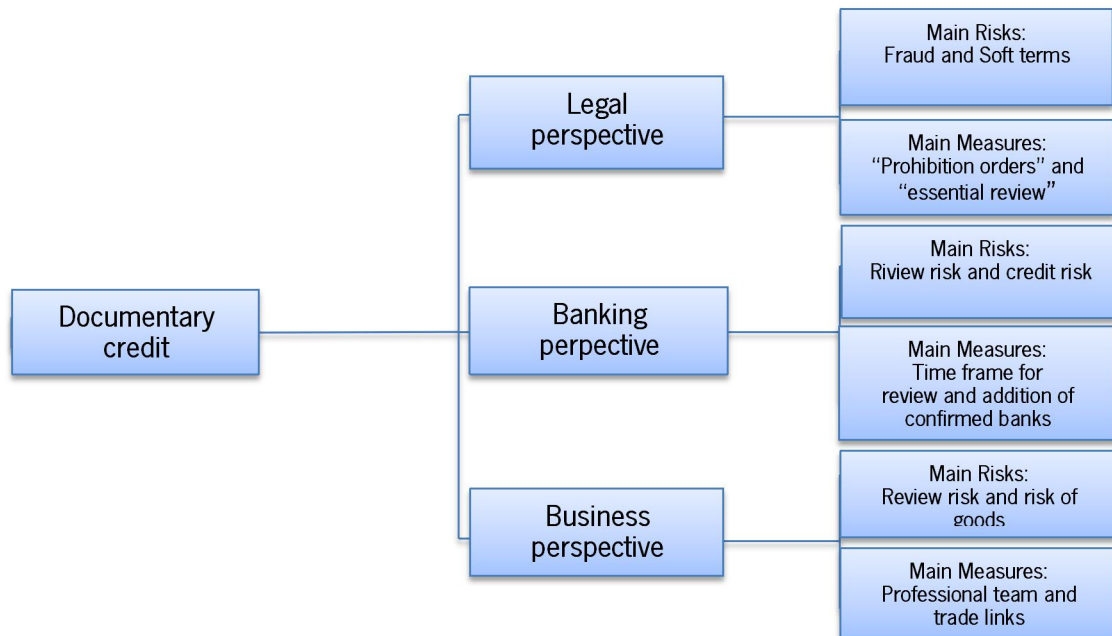 Documentary
credit
Legal
perspective
Main Risks:
Fraud and Soft terms
Main Measures:
“Prohibition orders” and
“essential review”
Banking
perpective
Main Risks:
Riview risk and credit risk
Main Measures:
Time frame for
review and addition of
confirmed banks
Business
perspective
Main Risks:
Review risk and risk of
goods
Main Measures:
Professional team and
trade links